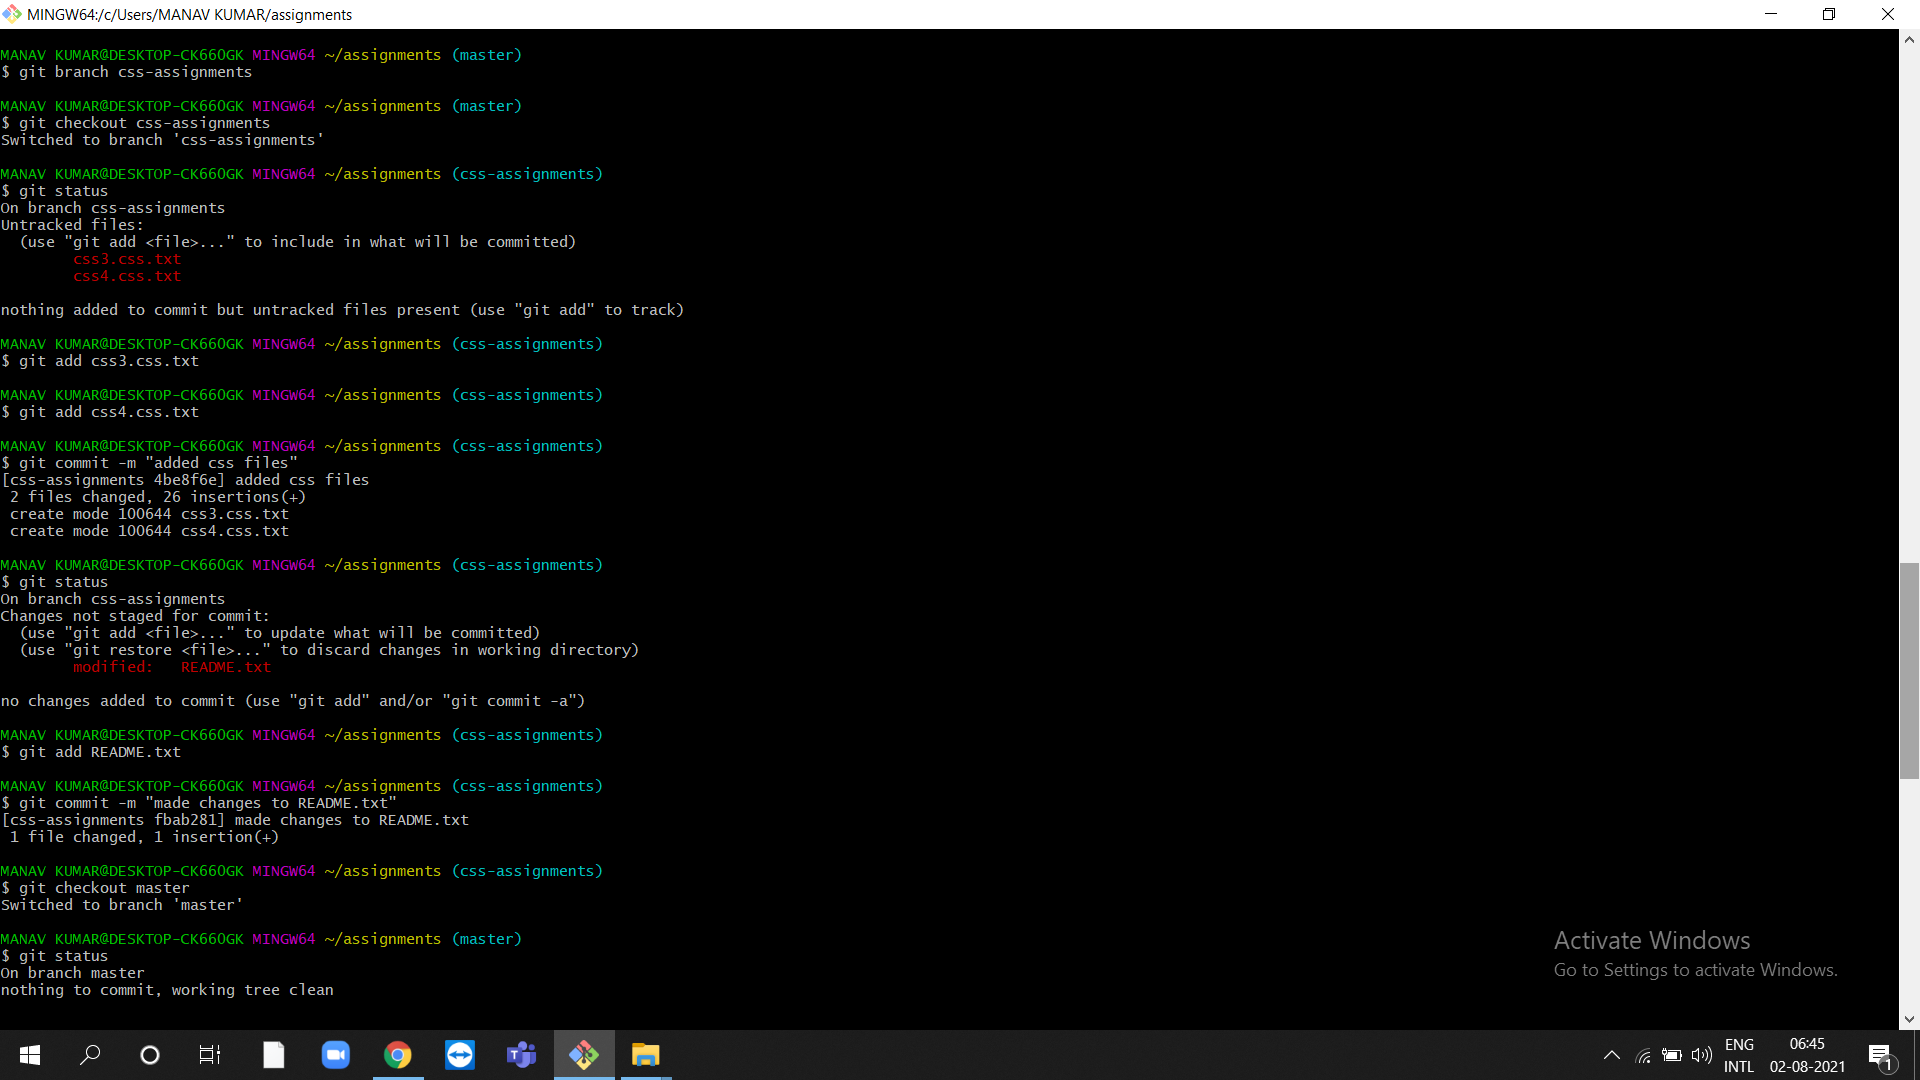 MINGW64:/c/Users/MANAV KUMAR/assignments
MANAV KUMAR@DESKTOP-CK66OGK MINGW64 ~/assignments (master)
$ git branch css-assignments
MANAV KUMAR@DESKTOP-CK66OGK MINGW64 ~/assignments (master)
$ git checkout css-assignments
Switched to branch 'css-assignments'
MANAV KUMAR@DESKTOP-CK66OGK MINGW64 ~/assignments (css-assignments)
$ git status
On branch css-assignments
Untracked files:
  (use "git add <file>..." to include in what will be committed)
        css3.css.txt
        css4.css.txt
nothing added to commit but untracked files present (use "git add" to track)
MANAV KUMAR@DESKTOP-CK66OGK MINGW64 ~/assignments (css-assignments)
$ git add css3.css.txt
MANAV KUMAR@DESKTOP-CK66OGK MINGW64 ~/assignments (css-assignments)
$ git add css4.css.txt
MANAV KUMAR@DESKTOP-CK66OGK MINGW64 ~/assignments (css-assignments)
$ git commit -m "added css files"
[css-assignments 4be8f6e] added css files
 2 files changed, 26 insertions(+)
 create mode 100644 css3.css.txt
 create mode 100644 css4.css.txt
MANAV KUMAR@DESKTOP-CK66OGK MINGW64 ~/assignments (css-assignments)
$ git status
On branch css-assignments
Changes not staged for commit:
  (use "git add <file>..." to update what will be committed)
  (use "git restore <file>..." to discard changes in working directory)
        modified:   README.txt
no changes added to commit (use "git add" and/or "git commit -a")
MANAV KUMAR@DESKTOP-CK66OGK MINGW64 ~/assignments (css-assignments)
$ git add README.txt
MANAV KUMAR@DESKTOP-CK66OGK MINGW64 ~/assignments (css-assignments)
$ git commit -m "made changes to README.txt"
[css-assignments fbab281] made changes to README.txt
 1 file changed, 1 insertion(+)
MANAV KUMAR@DESKTOP-CK66OGK MINGW64 ~/assignments (css-assignments)
$ git checkout master
Switched to branch 'master'
MANAV KUMAR@DESKTOP-CK66OGK MINGW64 ~/assignments (master)
$ git status
On branch master
nothing to commit, working tree clean
Activate Windows
Go to Settings to activate Windows.
ENG
INTL
06:45
02-08-2021
1